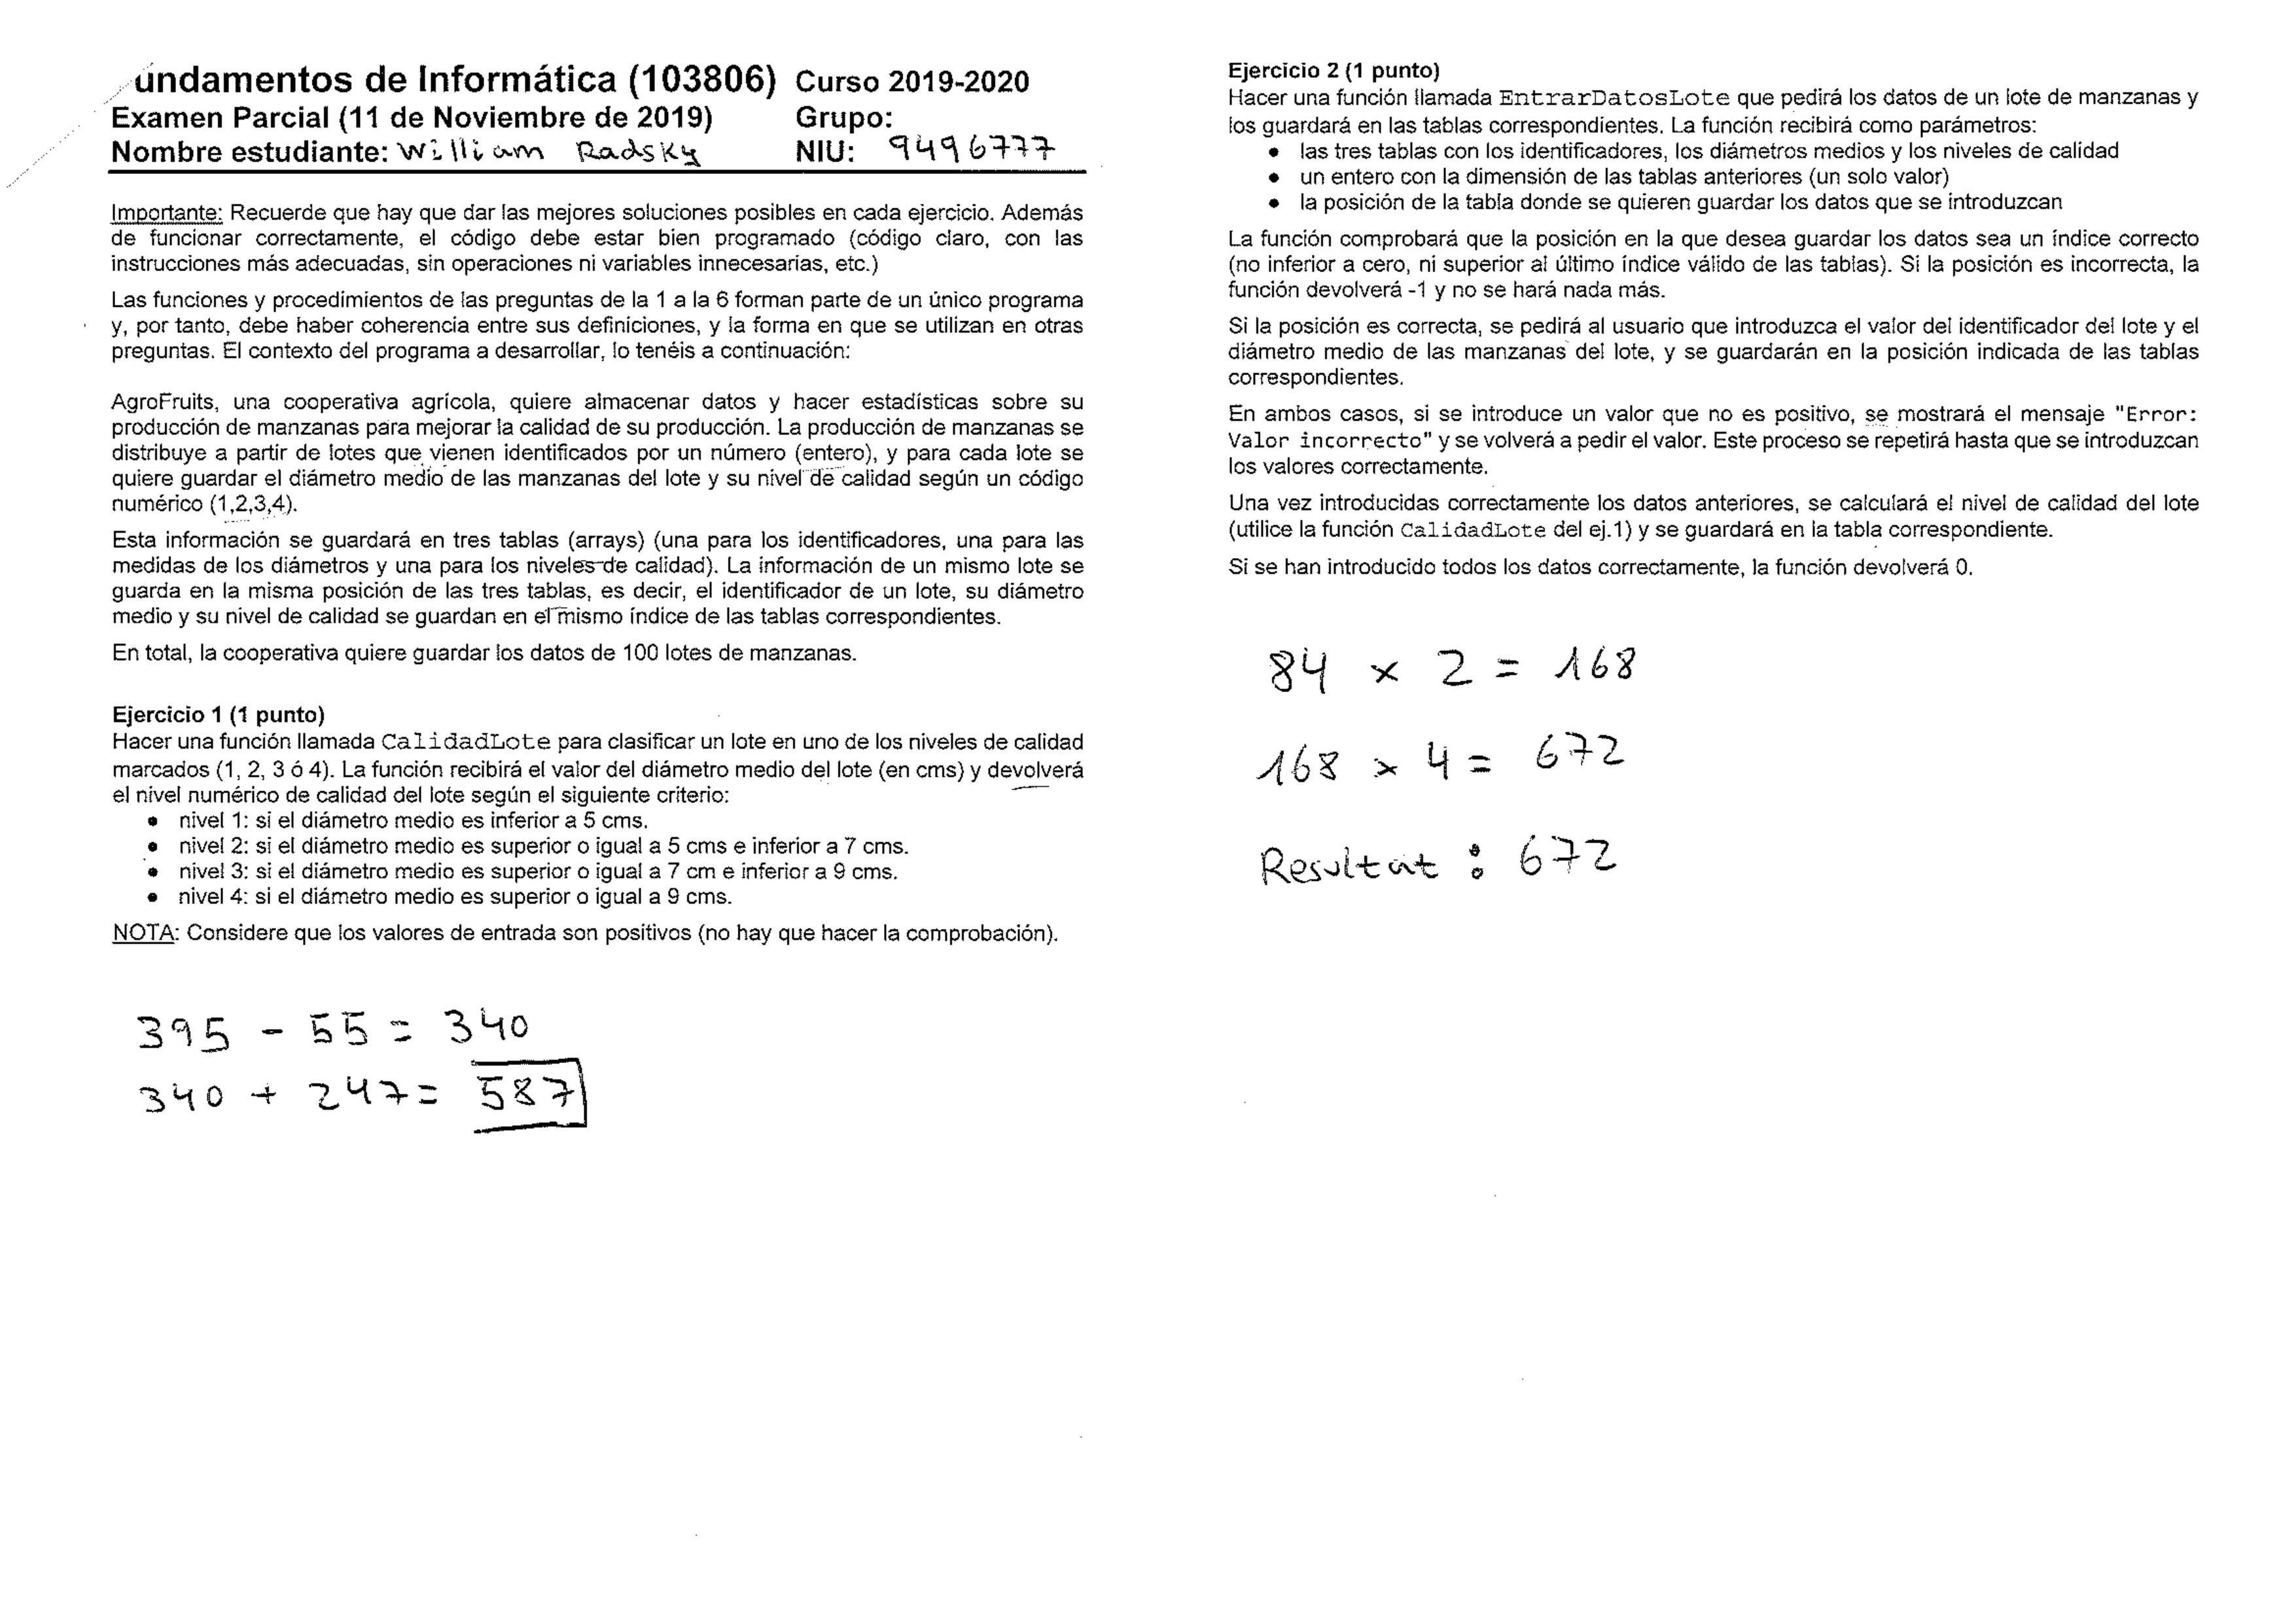 undamentos de Informática (103806) Curso 2019-2020
Examen Parcial (11 de Noviembre de 2019) Grupo:
Nombre estudiante: William Radsky NIU: 9496777
Importante: Recuerde que hay que dar las mejores soluciones posibles en cada ejercicio. Además
de funcionar correctamente, el código debe estar bien programado (código claro, con las
instrucciones más adecuadas, sin operaciones ni variables innecesarias, etc.)
Las funciones y procedimientos de las preguntas de la 1 a la 6 forman parte de un único programa
y, por tanto, debe haber coherencia entre sus definiciones, y la forma en que se utilizan en otras
preguntas. El contexto del programa a desarrollar, lo tenéis a continuación:
AgroFruits, una cooperativa agrícola, quiere almacenar datos y hacer estadísticas sobre su
producción de manzanas para mejorar la calidad de su producción. La producción de manzanas se
distribuye a partir de lotes que vienen identificados por un número (entero), y para cada lote se
quiere guardar el diámetro medio de las manzanas del lote y su nivel de calidad según un código
numérico (1,2,3,4).
Esta información se guardará en tres tablas (arrays) (una para los identificadores, una para las
medidas de los diámetros y una para los niveles de calidad). La información de un mismo lote se
guarda en la misma posición de las tres tablas, es decir, el identificador de un lote, su diámetro
medio y su nivel de calidad se guardan en el mismo índice de las tablas correspondientes.
En total, la cooperativa quiere guardar los datos de 100 lotes de manzanas.
Ejercicio 1 (1 punto)
Hacer una función llamada CalidadLote para clasificar un lote en uno de los niveles de calidad
marcados (1, 2, 3 ó 4). La función recibirá el valor del diámetro medio del lote (en cms) y devolverá
el nivel numérico de calidad del lote según el siguiente criterio:
• nivel 1: si el diámetro medio es inferior a 5 cms.
• nivel 2: si el diámetro medio es superior o igual a 5 cms e inferior a 7 cms.
• nivel 3: si el diámetro medio es superior o igual a 7 cm e inferior a 9 cms.
• nivel 4: si el diámetro medio es superior o igual a 9 cms.
NOTA: Considere que los valores de entrada son positivos (no hay que hacer la comprobación).
395 - 55 = 340
340 + 247 = 587
Ejercicio 2 (1 punto)
Hacer una función llamada EntrarDatosLote que pedirá los datos de un lote de manzanas y
los guardará en las tablas correspondientes. La función recibirá como parámetros:
• las tres tablas con los identificadores, los diámetros medios y los niveles de calidad
• un entero con la dimensión de las tablas anteriores (un solo valor)
• la posición de la tabla donde se quieren guardar los datos que se introduzcan
La función comprobará que la posición en la que desea guardar los datos sea un índice correcto
(no inferior a cero, ni superior al último índice válido de las tablas). Si la posición es incorrecta, la
función devolverá -1 y no se hará nada más.
Si la posición es correcta, se pedirá al usuario que introduzca el valor del identificador del lote y el
diámetro medio de las manzanas del lote, y se guardarán en la posición indicada de las tablas
correspondientes.
En ambos casos, si se introduce un valor que no es positivo, se mostrará el mensaje "Error:
Valor incorrecto" y se volverá a pedir el valor. Este proceso se repetirá hasta que se introduzcan
los valores correctamente.
Una vez introducidas correctamente los datos anteriores, se calculará el nivel de calidad del lote
(utilice la función CalidadLote del ej.1) y se guardará en la tabla correspondiente.
Si se han introducido todos los datos correctamente, la función devolverá 0.
84 x 2 = 168
168 x 4 = 672
Resultat : 672